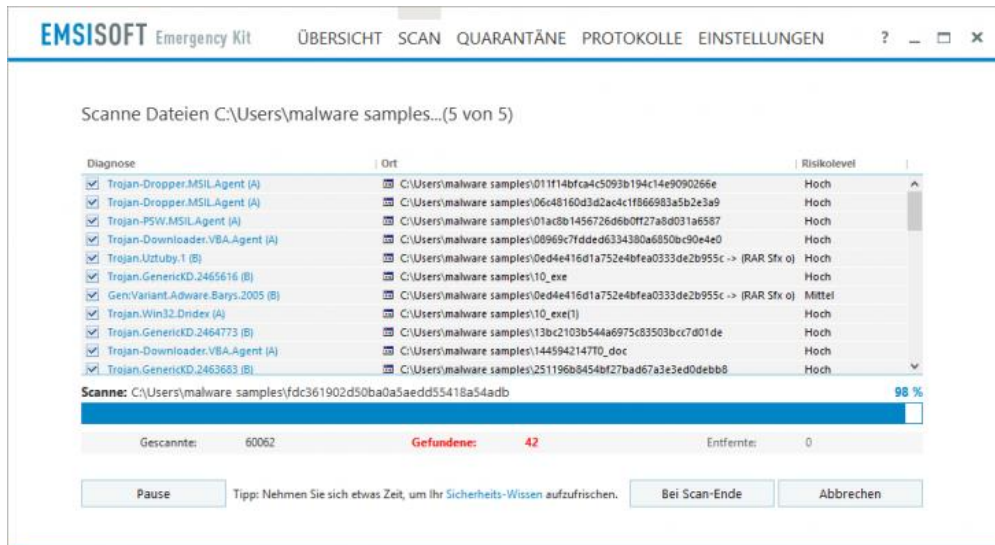 EMSISOFT Emergency Kit ÜBERSICHT SCAN QUARANTÄNE PROTOKOLLE EINSTELLUNGEN ?
Scanne Dateien C:\Users\malware samples...(5 von 5)
Diagnose Ort Risikolevel
Trojan-Dropper.MSIL.Agent (A) C:\Users\malware samples\011f14bfca4c5093b194c14e9090266e Hoch
Trojan-Dropper.MSIL.Agent (A) C:\Users\malware samples\06c48160d3d2ac4c1f866983a5b2e3a9 Hoch
Trojan-PSW.MSIL.Agent (A) C:\Users\malware samples\01ac8b1456726d6b0ff27a8d031a6587 Hoch
Trojan-Downloader.VBA.Agent (A) C:\Users\malware samples\08969c7fdded6334380a6850bc90e4e0 Hoch
Trojan.Uztuby.1 (B) C:\Users\malware samples\0ed4e416d1a752e4bfea0333de2b955c -> (RAR Sfx o) Hoch
Trojan.GenericKD.2465616 (B) C:\Users\malware samples\10_exe Hoch
Gen:Variant.Adware.Barys.2005 (B) C:\Users\malware samples\0ed4e416d1a752e4bfea0333de2b955c -> (RAR Sfx o) Mittel
Trojan.Win32.Dridex (A) C:\Users\malware samples\10_exe(1) Hoch
Trojan.GenericKD.2464773 (B) C:\Users\malware samples\13bc2103b544a6975c83503bcc7d01de Hoch
Trojan-Downloader.VBA.Agent (A) C:\Users\malware samples\1445942147T0_doc Hoch
Trojan.GenericKD.2463683 (B) C:\Users\malware samples\251196b8454bf27bad67a3e3ed0debb8 Hoch
Scanne: C:\Users\malware samples\fdc361902d50ba0a5aedd55418a54adb 98 %
Gescannte: 60062 Gefundene: 42 Entfernte: 0
Pause Tipp: Nehmen Sie sich etwas Zeit, um Ihr Sicherheits-Wissen aufzufrischen. Bei Scan-Ende Abbrechen